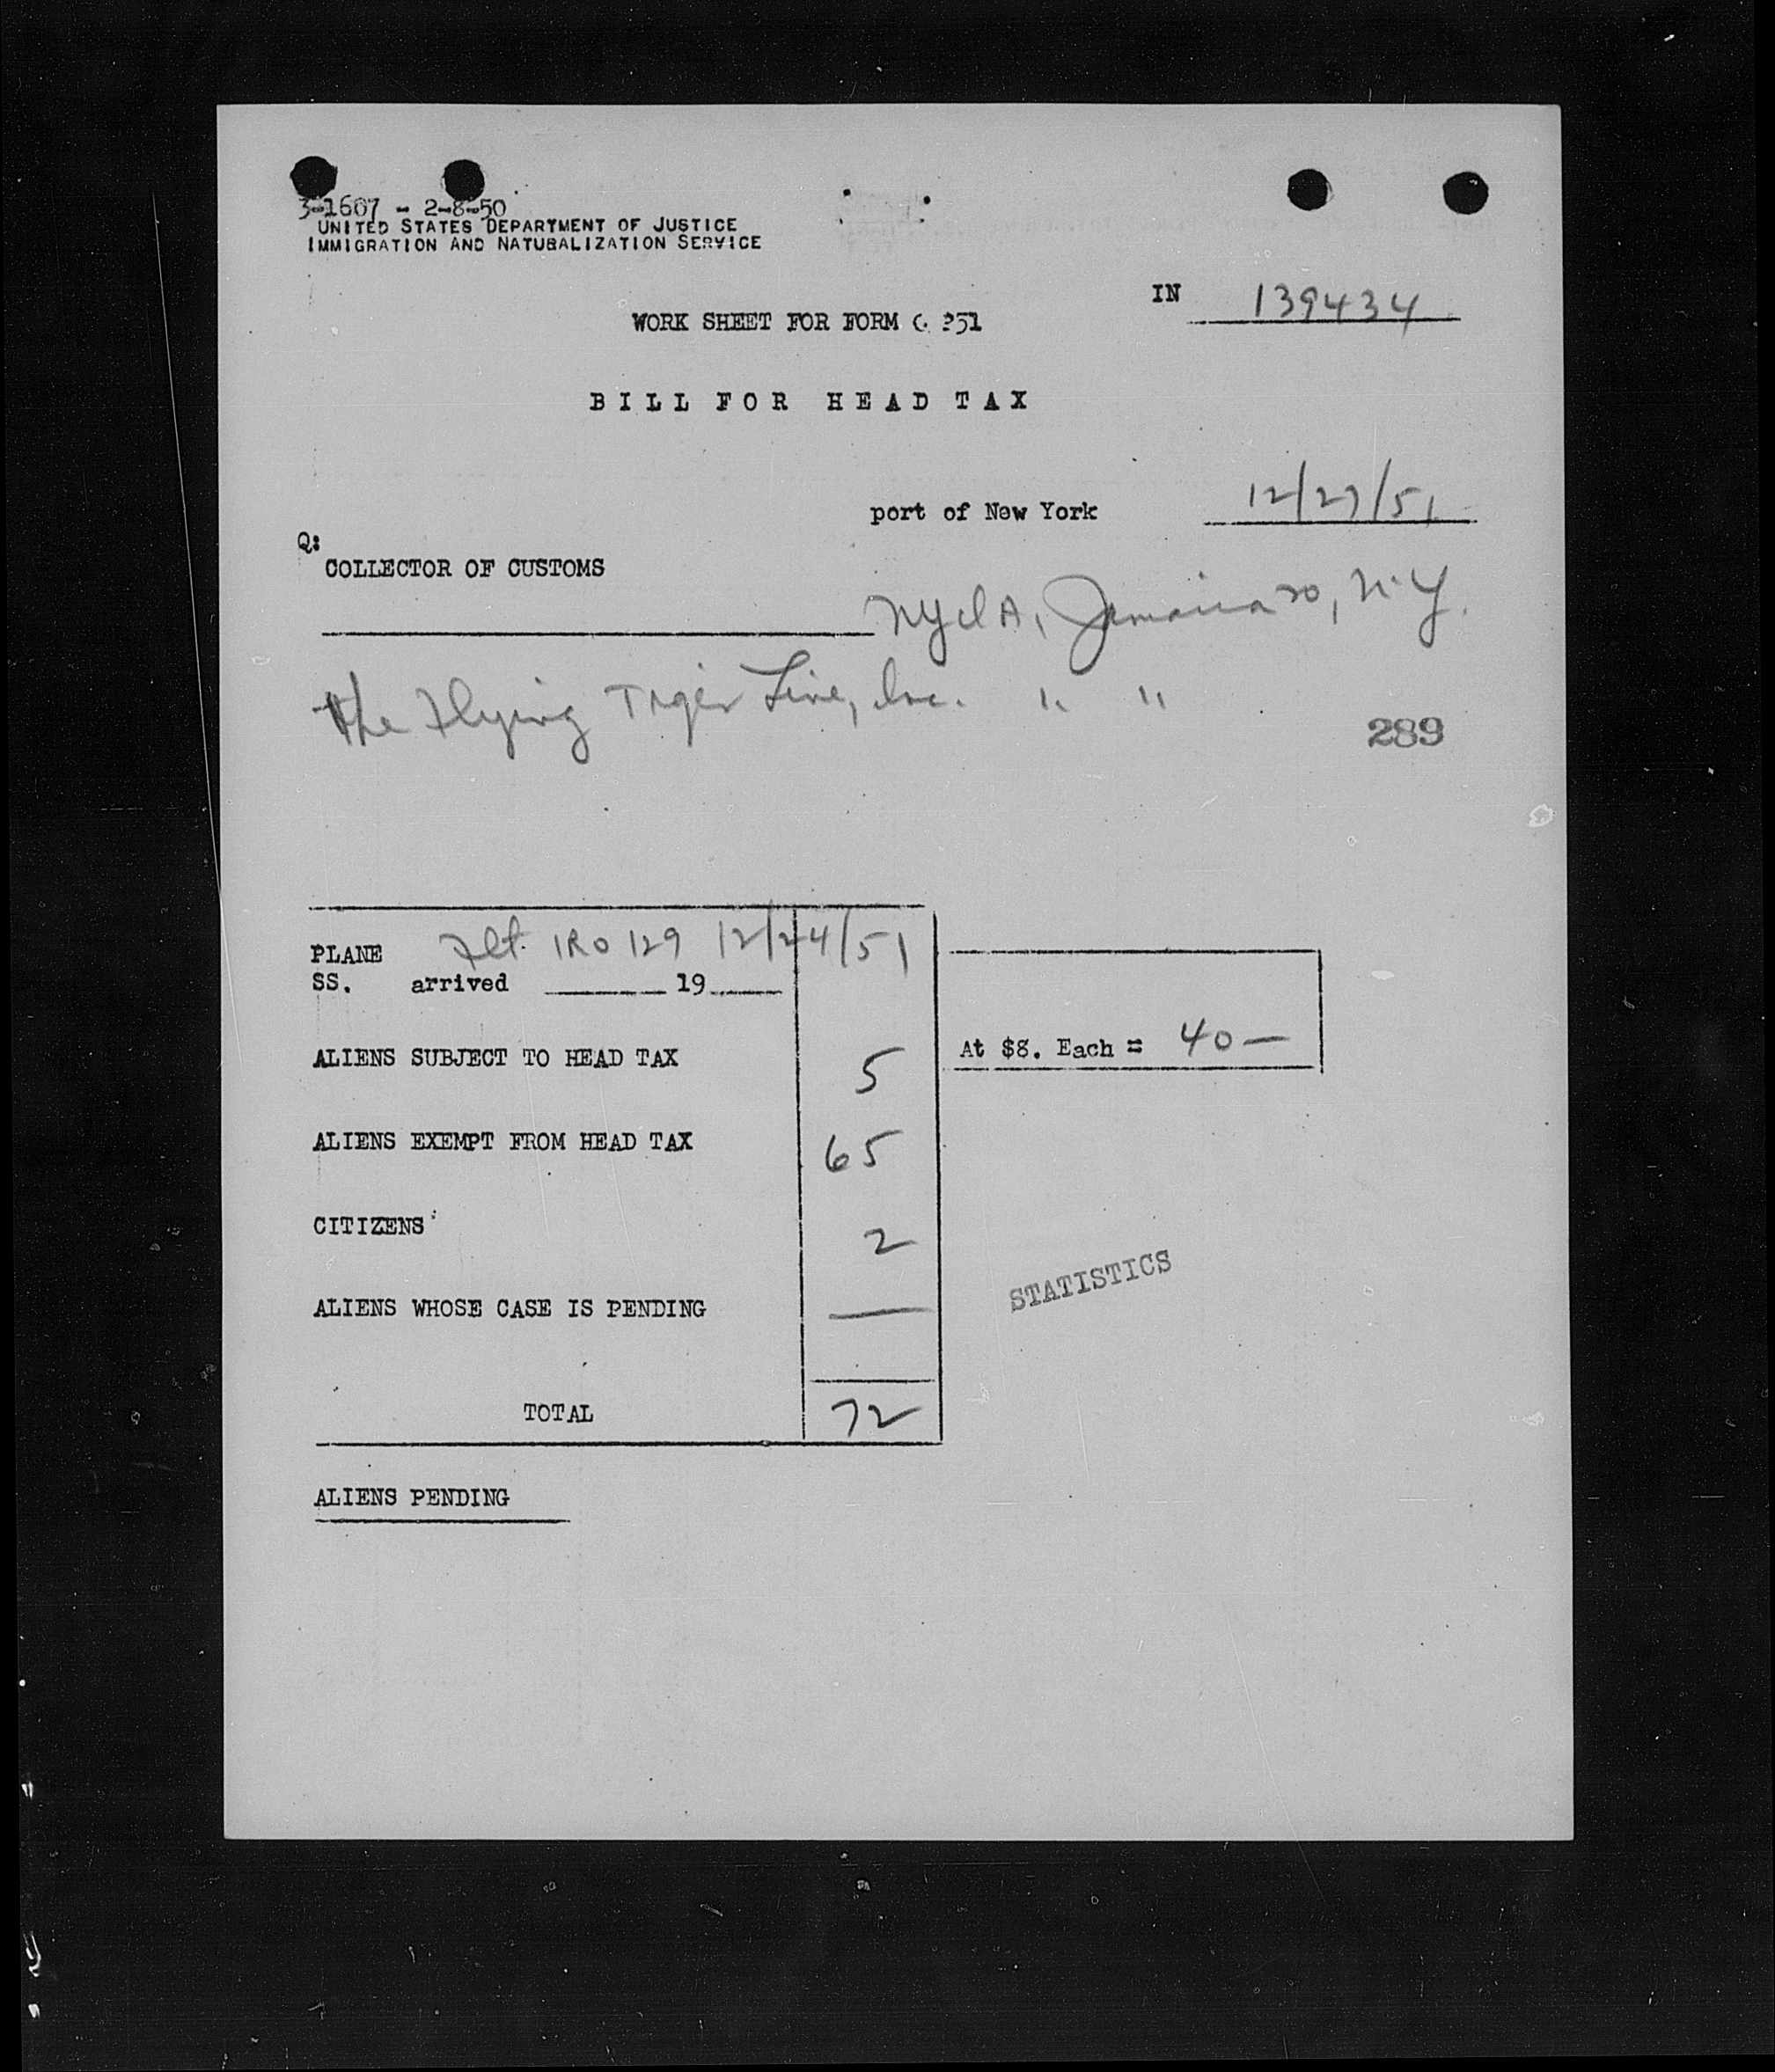 3-1607 - 2-8-50
UNITED STATES DEPARTMENT OF JUSTICE
IMMIGRATION AND NATURALIZATION SERVICE
IN 139434
WORK SHEET FOR FORM 351
BILL FOR HEAD TAX
port of New York 12/27/51
Q:
COLLECTOR OF CUSTOMS
NYdA, Jamaica 30, N.Y.
The Flying Tiger Line, Inc. " "
289
PLANE Flt. IRO 129 12/24/51
SS. arrived 19
ALIENS SUBJECT TO HEAD TAX 5 At $8. Each = 40 —
ALIENS EXEMPT FROM HEAD TAX 65
CITIZENS 2
ALIENS WHOSE CASE IS PENDING —
STATISTICS
TOTAL 72
ALIENS PENDING